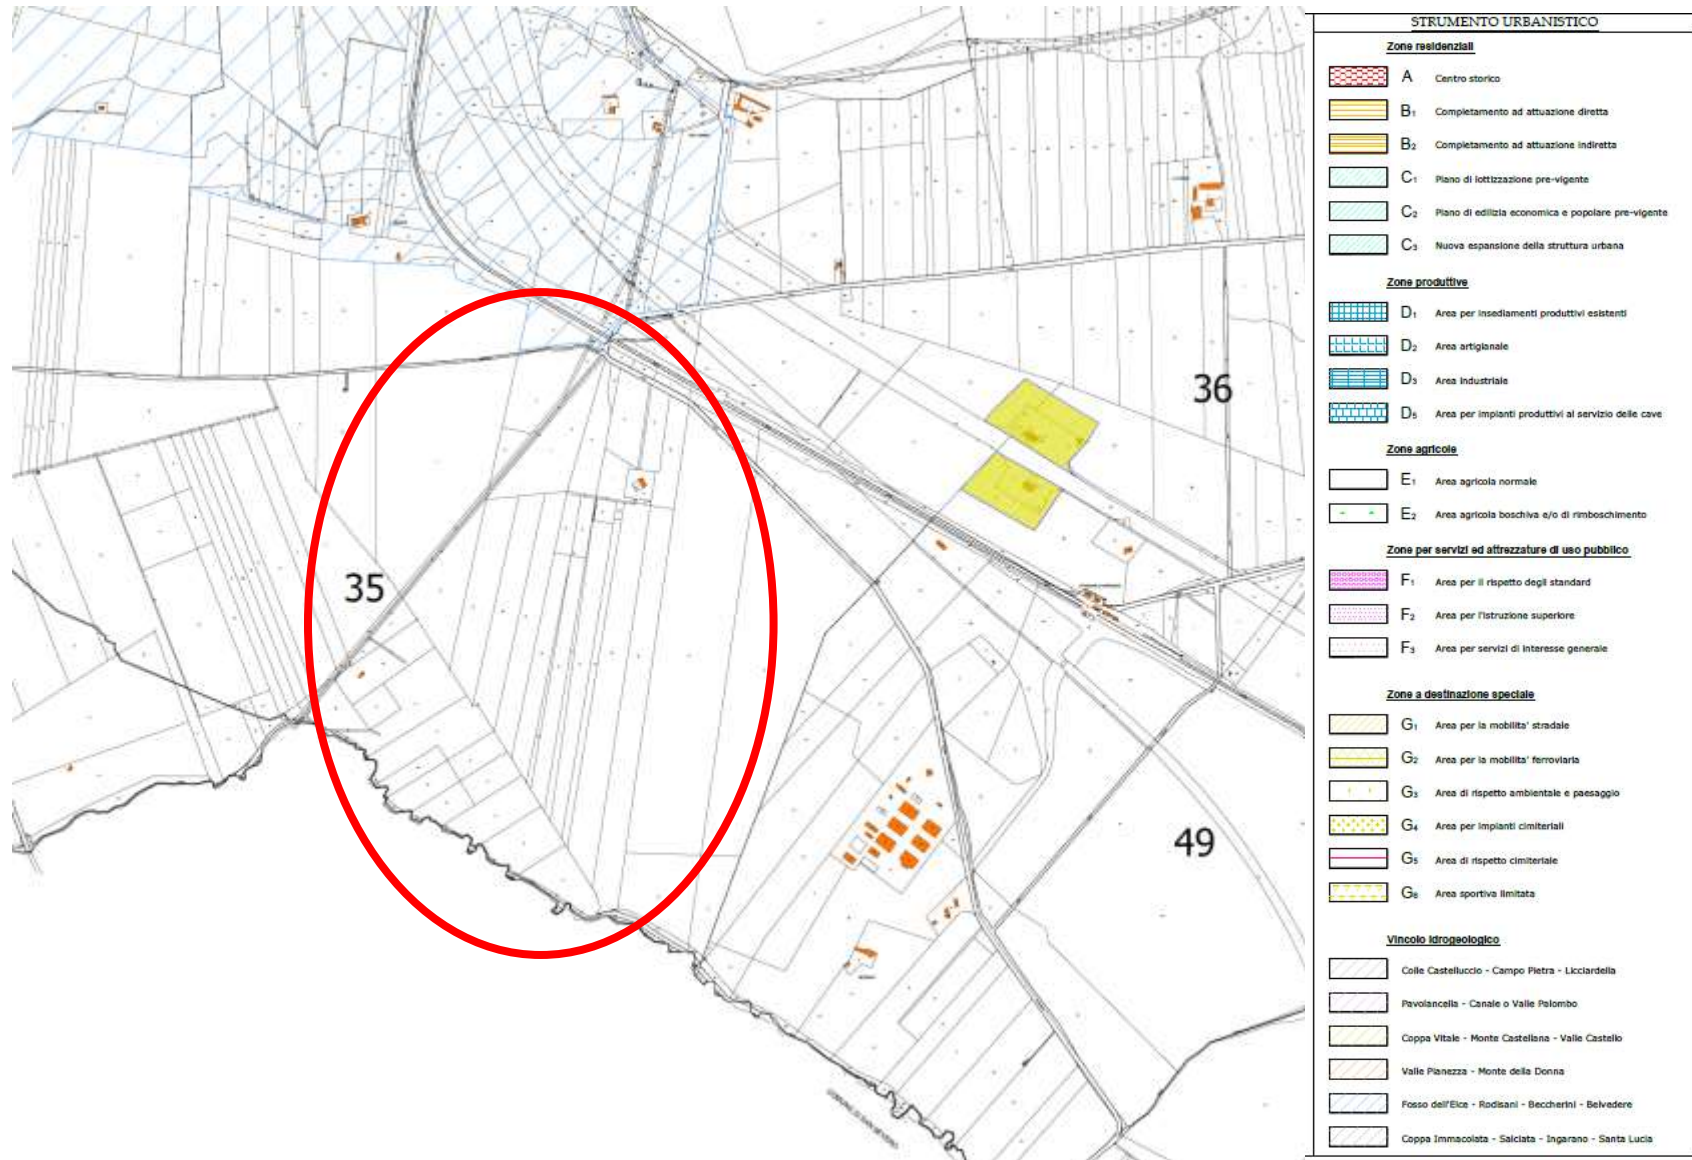 35
36
49
STRUMENTO URBANISTICO
Zone residenziali
A Centro storico
B1 Completamento ad attuazione diretta
B2 Completamento ad attuazione indiretta
C1 Piano di lottizzazione pre-vigente
C2 Piano di edilizia economica e popolare pre-vigente
C3 Nuova espansione della struttura urbana
Zone produttive
D1 Area per insediamenti produttivi esistenti
D2 Area artigianale
D3 Area industriale
D5 Area per impianti produttivi al servizio delle cave
Zone agricole
E1 Area agricola normale
E2 Area agricola boschiva e/o di rimboschimento
Zone per servizi ed attrezzature di uso pubblico
F1 Area per il rispetto degli standard
F2 Area per l'istruzione superiore
F3 Area per servizi di interesse generale
Zone a destinazione speciale
G1 Area per la mobilita' stradale
G2 Area per la mobilita' ferroviaria
G3 Area di rispetto ambientale e paesaggio
G4 Area per impianti cimiteriali
G5 Area di rispetto cimiteriale
G6 Area sportiva limitata
Vincolo idrogeologico
Colle Castelluccio - Campo Pietra - Licciardella
Pavolancella - Canale o Valle Palombo
Coppa Vitale - Monte Castellana - Valle Castello
Valle Pianezza - Monte della Donna
Fosso dell'Elce - Rodisani - Beccherini - Belvedere
Coppa Immacolata - Salciata - Ingarano - Santa Lucia